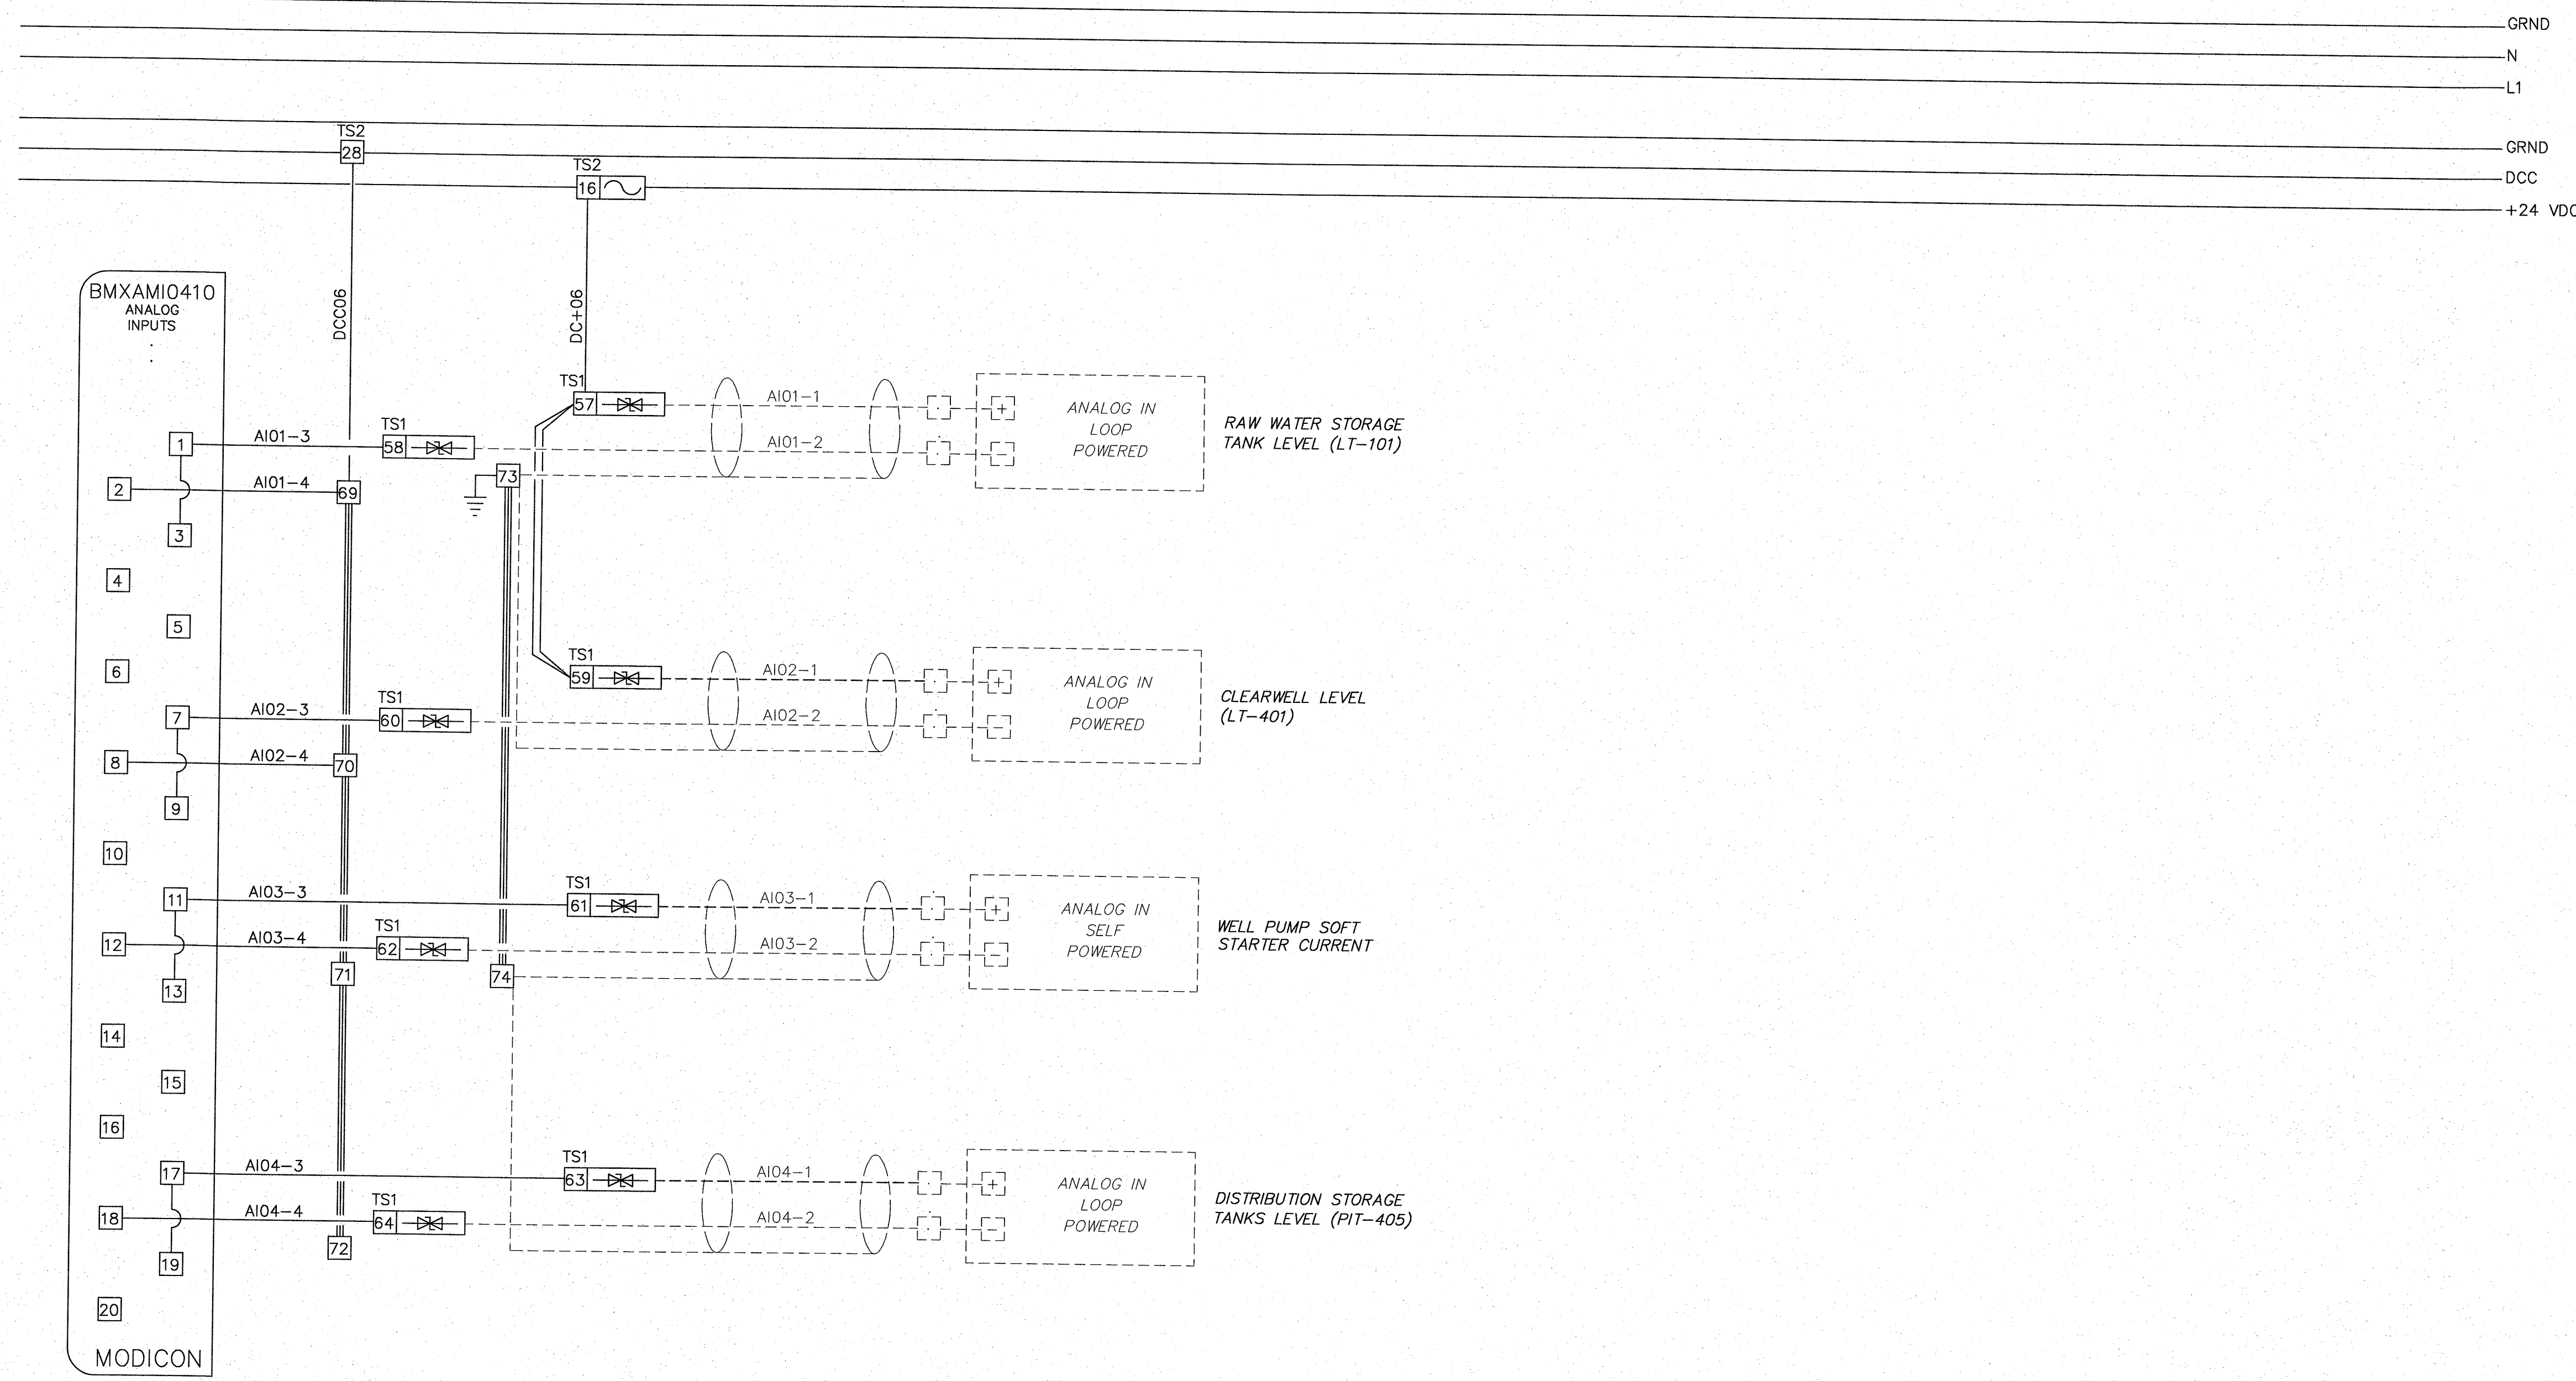 GRND
N
L1
TS2
28
GRND
TS2
16
DCC
+24 VDC
BMXAMI0410
ANALOG
INPUTS
DCC06
DC+06
TS1
57
AI01-1
+
ANALOG IN
LOOP
POWERED
RAW WATER STORAGE
TANK LEVEL (LT-101)
1
AI01-3
TS1
58
AI01-2
-
73
2
AI01-4
69
3
4
5
6
TS1
59
AI02-1
+
ANALOG IN
LOOP
POWERED
CLEARWELL LEVEL
(LT-401)
7
AI02-3
TS1
60
AI02-2
-
8
AI02-4
70
9
10
11
AI03-3
TS1
61
AI03-1
+
ANALOG IN
SELF
POWERED
WELL PUMP SOFT
STARTER CURRENT
12
AI03-4
TS1
62
AI03-2
-
71
74
13
14
15
16
17
AI04-3
TS1
63
AI04-1
+
ANALOG IN
LOOP
POWERED
DISTRIBUTION STORAGE
TANKS LEVEL (PIT-405)
18
AI04-4
TS1
64
AI04-2
-
72
19
20
MODICON